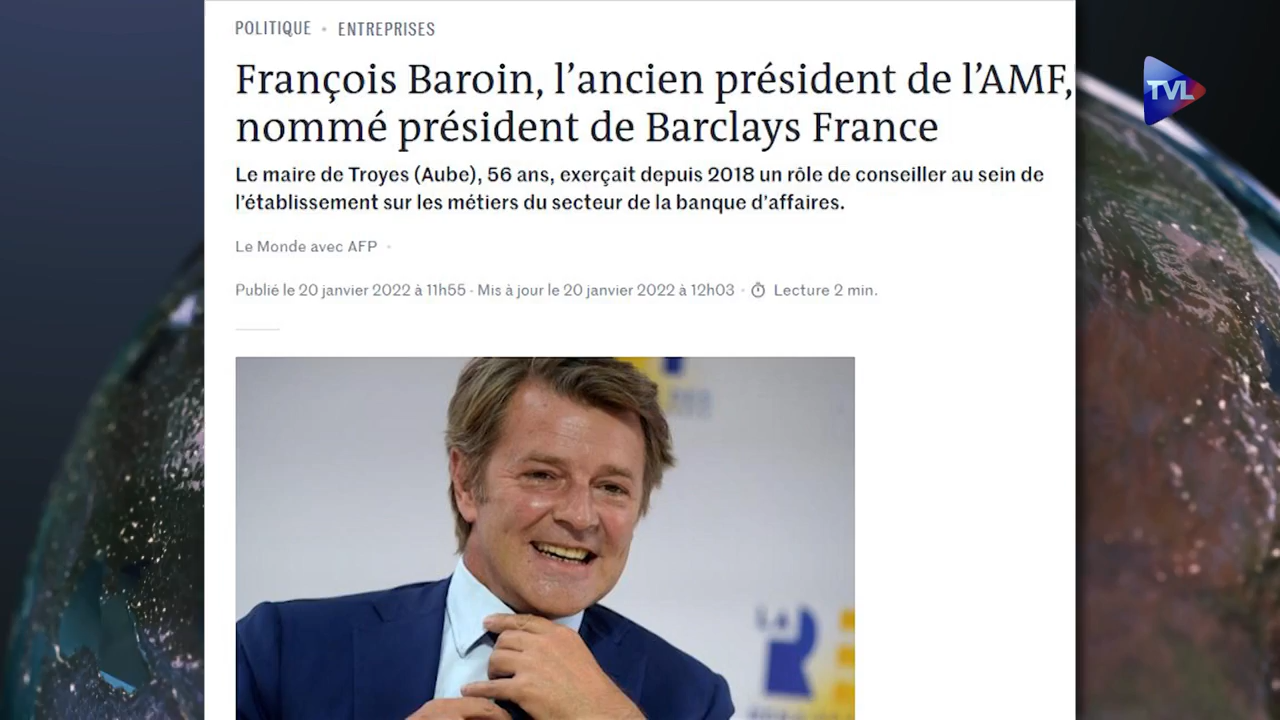 POLITIQUE • ENTREPRISES
François Baroin, l’ancien président de l’AMF,
nommé président de Barclays France
Le maire de Troyes (Aube), 56 ans, exerçait depuis 2018 un rôle de conseiller au sein de
l’établissement sur les métiers du secteur de la banque d’affaires.
Le Monde avec AFP
Publié le 20 janvier 2022 à 11h55 - Mis à jour le 20 janvier 2022 à 12h03 • Lecture 2 min.
TVL
LA